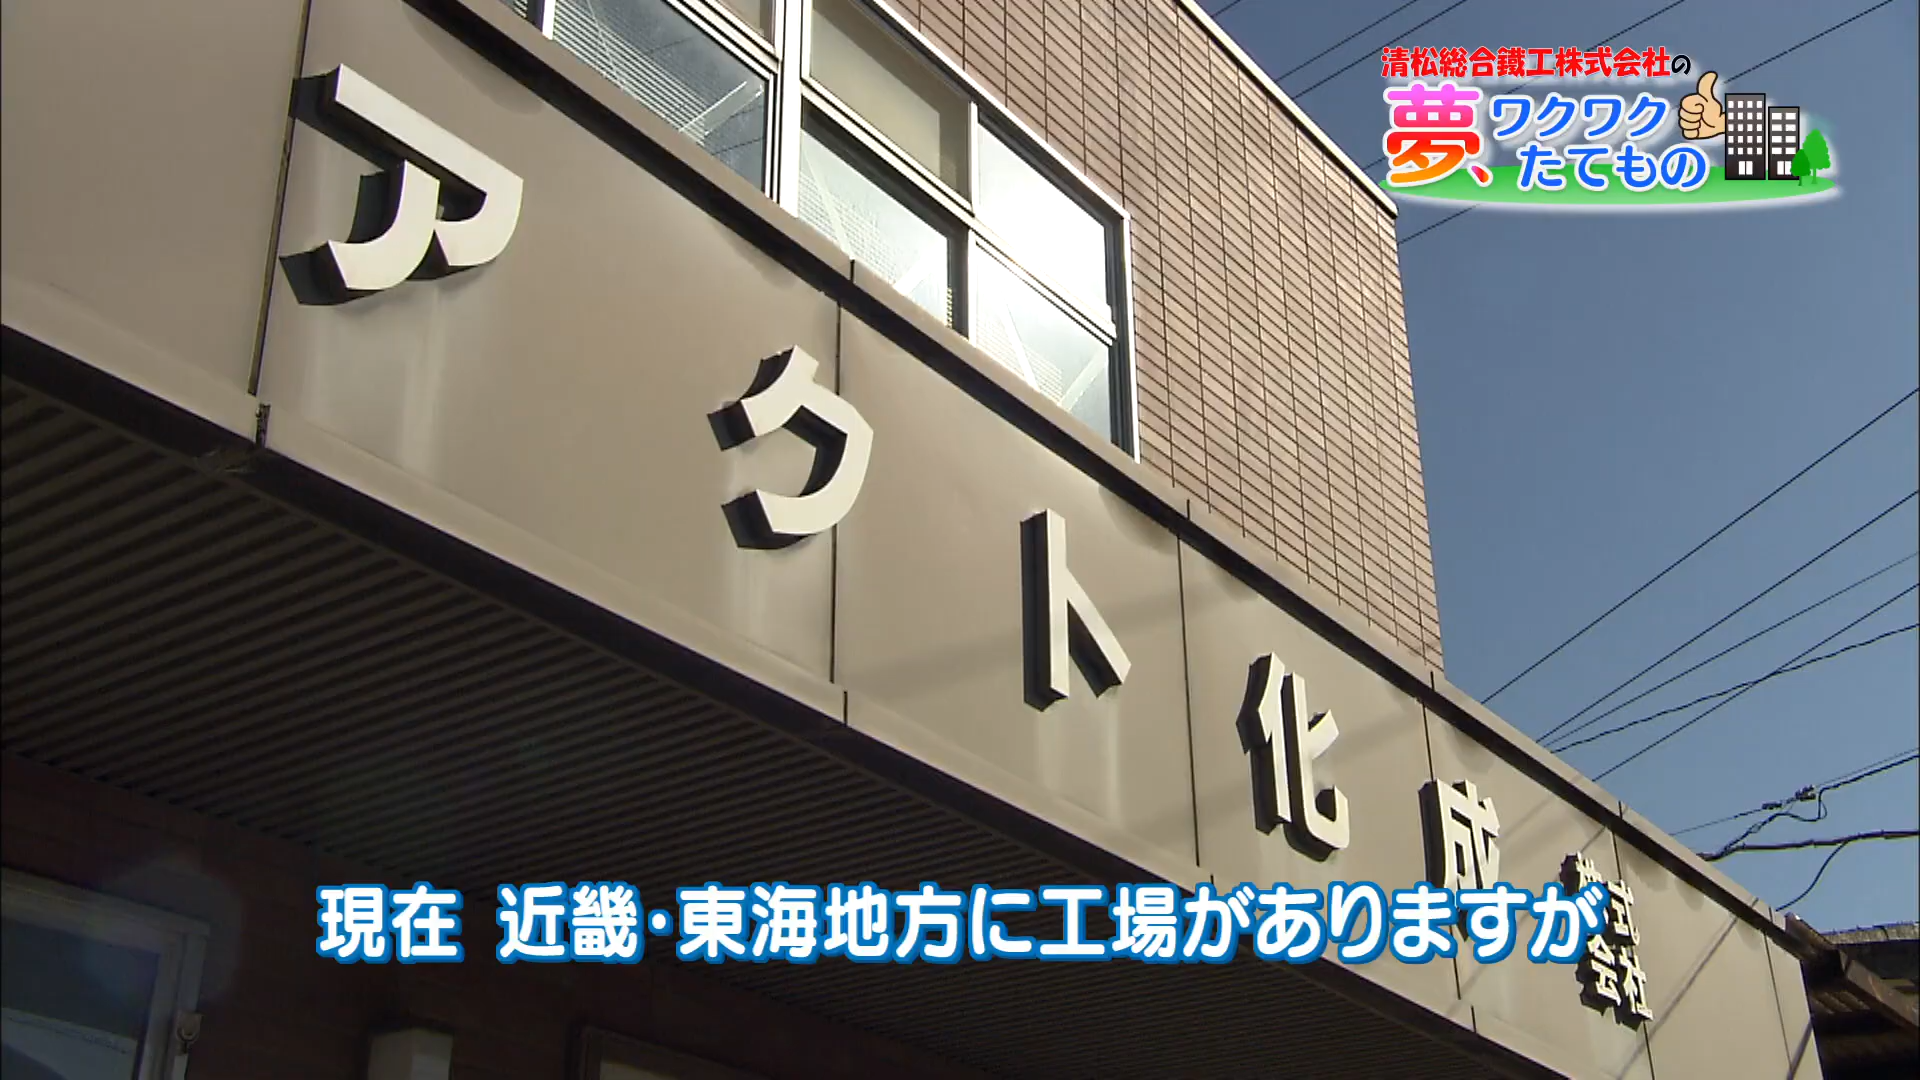 清松総合鐵工株式会社の
夢、ワクワク
たてもの
アクト化成株式会社
現在 近畿・東海地方に工場がありますが